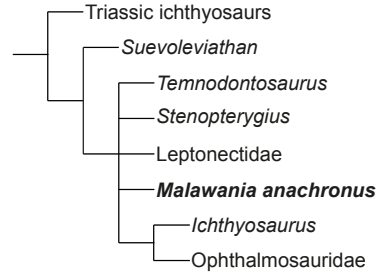 Triassic ichthyosaurs
Suevoleviathan
Temnodontosaurus
Stenopterygius
Leptonectidae
Malawania anachronus
Ichthyosaurus
Ophthalmosauridae